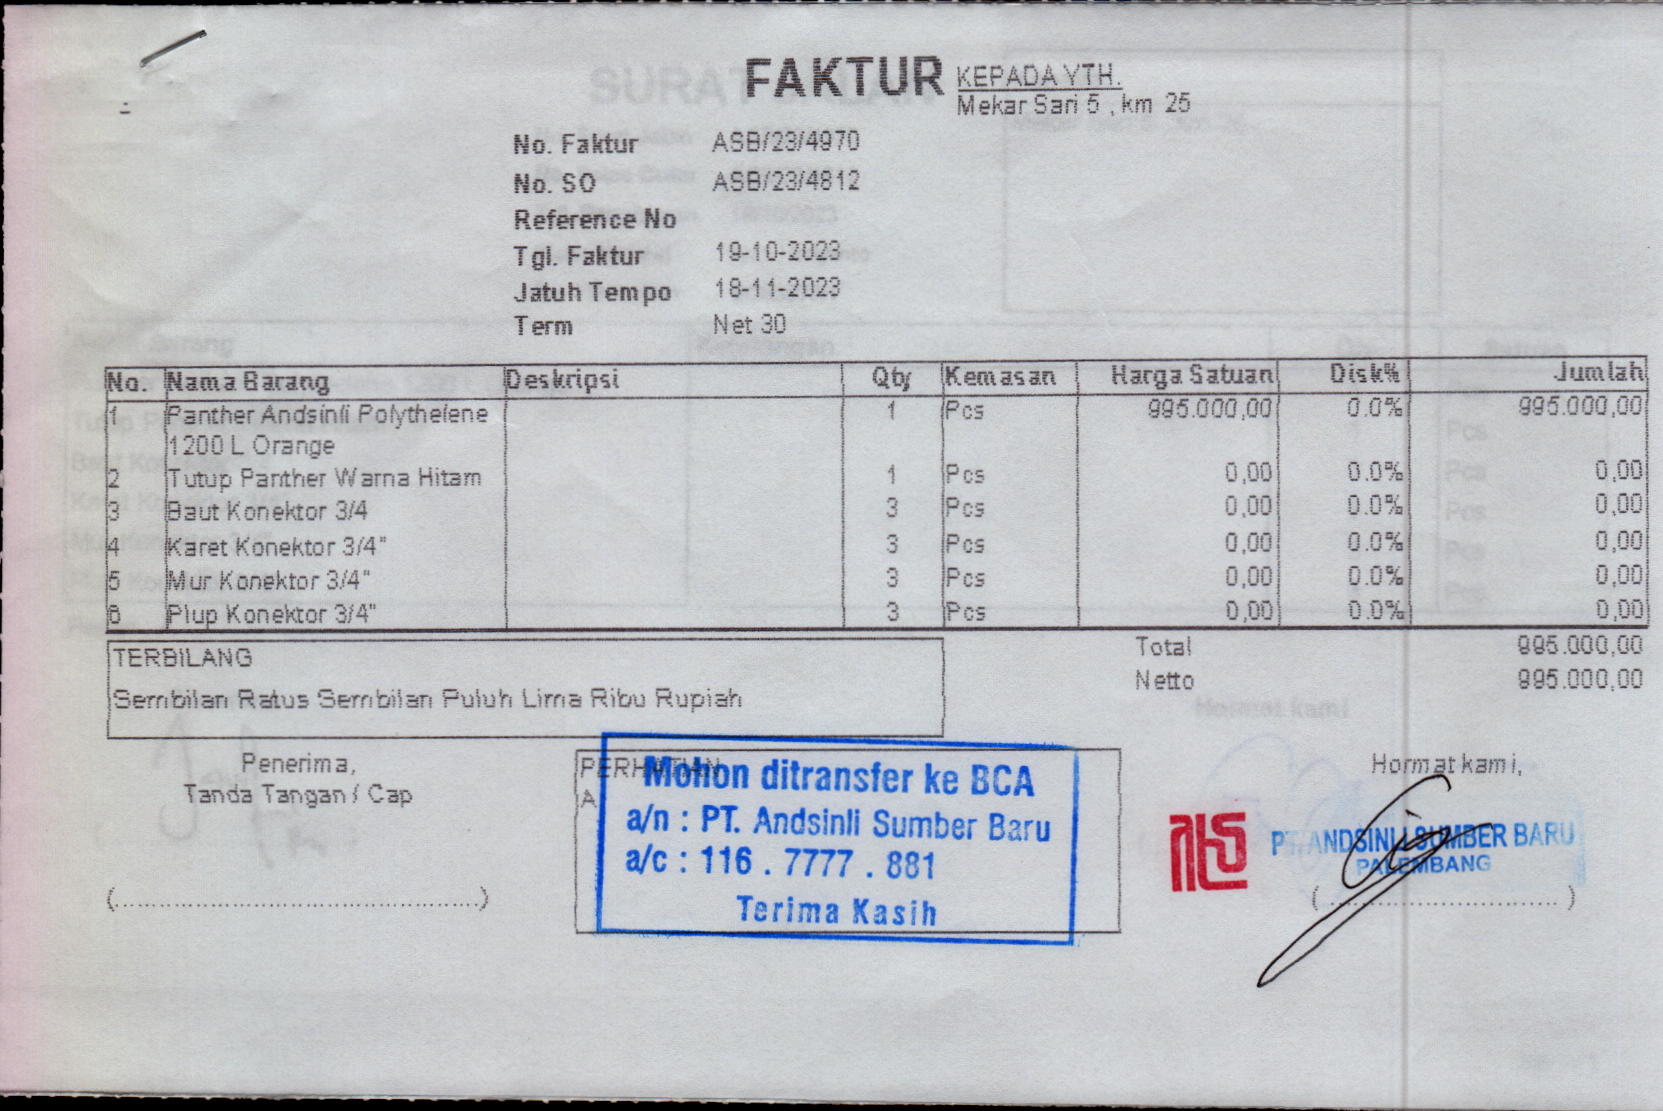 FAKTUR
KEPADA YTH.
Mekar Sari 5 , km 25
No. Faktur ASB/23/4970
No. SO ASB/23/4812
Reference No
Tgl. Faktur 19-10-2023
Jatuh Tempo 18-11-2023
Term Net 30
No. Nama Barang Deskripsi Qty Kemasan Harga Satuan Disk% Jumlah
1 Panther Andsinli Polythelene 1 Pcs 995.000,00 0.0% 995.000,00
1200 L Orange
2 Tutup Panther Warna Hitam 1 Pcs 0,00 0.0% 0,00
3 Baut Konektor 3/4 3 Pcs 0,00 0.0% 0,00
4 Karet Konektor 3/4" 3 Pcs 0,00 0.0% 0,00
5 Mur Konektor 3/4" 3 Pcs 0,00 0.0% 0,00
6 Plup Konektor 3/4" 3 Pcs 0,00 0.0% 0,00
Total 995.000,00
Netto 995.000,00
TERBILANG
Sembilan Ratus Sembilan Puluh Lima Ribu Rupiah
Penerima,
Tanda Tangan / Cap
(..............................................)
PERHATIAN
A
Mohon ditransfer ke BCA
a/n : PT. Andsinli Sumber Baru
a/c : 116 . 7777 . 881
Terima Kasih
Hormat kami,
PT. ANDSINLI SUMBER BARU
PALEMBANG
(..............................)